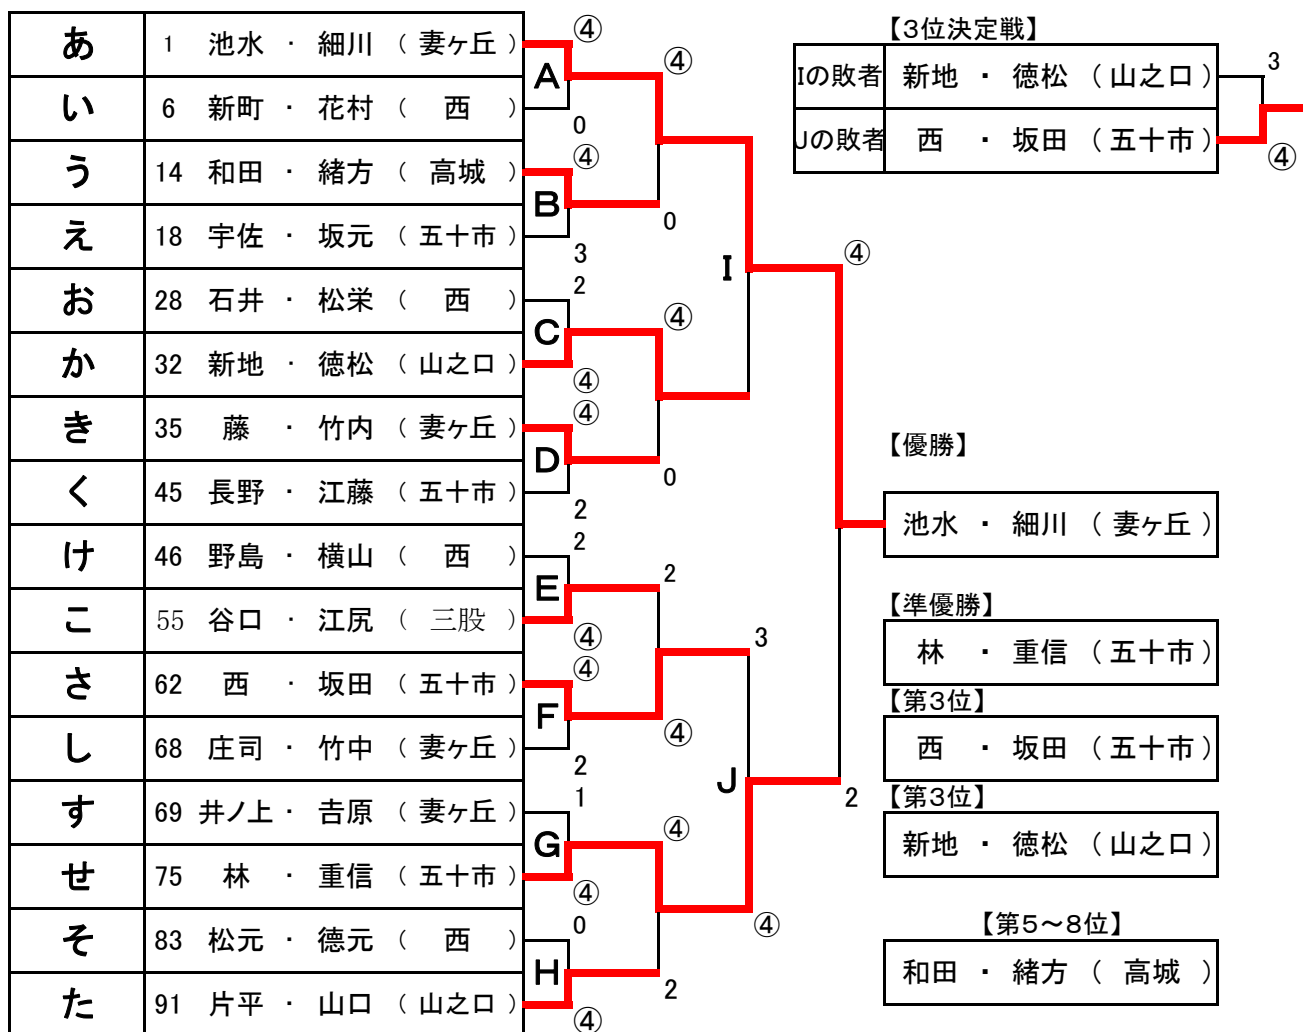 あ 1 池水 ・ 細川 （ 妻ヶ丘 ）
い 6 新町 ・ 花村 （ 西 ）
う 14 和田 ・ 緒方 （ 高城 ）
え 18 宇佐 ・ 坂元 （ 五十市 ）
お 28 石井 ・ 松栄 （ 西 ）
か 32 新地 ・ 徳松 （ 山之口 ）
き 35 藤 ・ 竹内 （ 妻ヶ丘 ）
く 45 長野 ・ 江藤 （ 五十市 ）
け 46 野島 ・ 横山 （ 西 ）
こ 55 谷口 ・ 江尻 （ 三股 ）
さ 62 西 ・ 坂田 （ 五十市 ）
し 68 庄司 ・ 竹中 （ 妻ヶ丘 ）
す 69 井ノ上 ・ 吉原 （ 妻ヶ丘 ）
せ 75 林 ・ 重信 （ 五十市 ）
そ 83 松元 ・ 德元 （ 西 ）
た 91 片平 ・ 山口 （ 山之口 ）
④
A
0
④
B
3
2
C
④
④
D
2
2
E
④
④
F
2
1
G
④
0
H
④
④
0
④
0
2
④
④
2
I
3
J
④
④
2
【3位決定戦】
Iの敗者 新地 ・ 徳松 （ 山之口 ） 3
Jの敗者 西 ・ 坂田 （ 五十市 ） ④
【優勝】
池水 ・ 細川 （ 妻ヶ丘 ）
【準優勝】
林 ・ 重信 （ 五十市 ）
【第3位】
西 ・ 坂田 （ 五十市 ）
【第3位】
新地 ・ 徳松 （ 山之口 ）
【第5～8位】
和田 ・ 緒方 （ 高城 ）